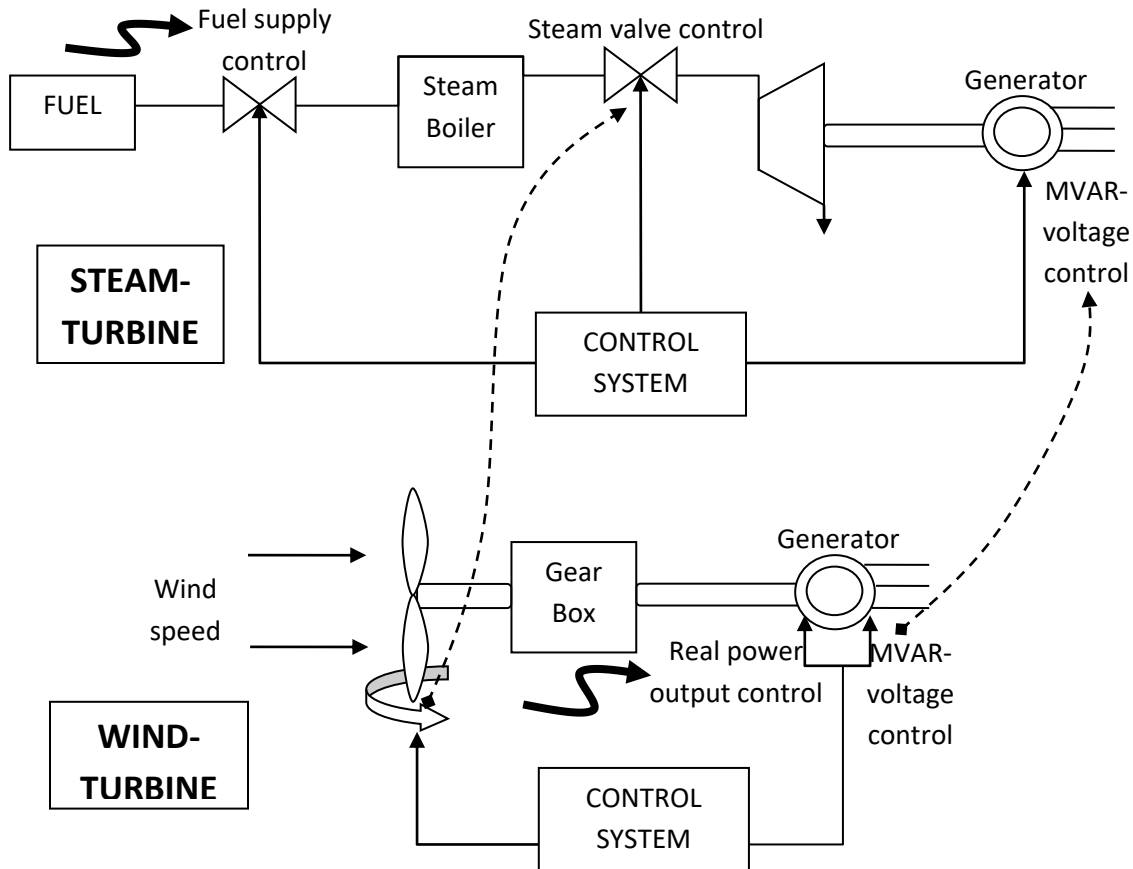 Fuel supply
control
Steam valve control
FUEL
Steam
Boiler
Generator
MVAR-
voltage
control
STEAM-
TURBINE
CONTROL
SYSTEM
Wind
speed
Gear
Box
Generator
Real power
output control
MVAR-
voltage
control
WIND-
TURBINE
CONTROL
SYSTEM